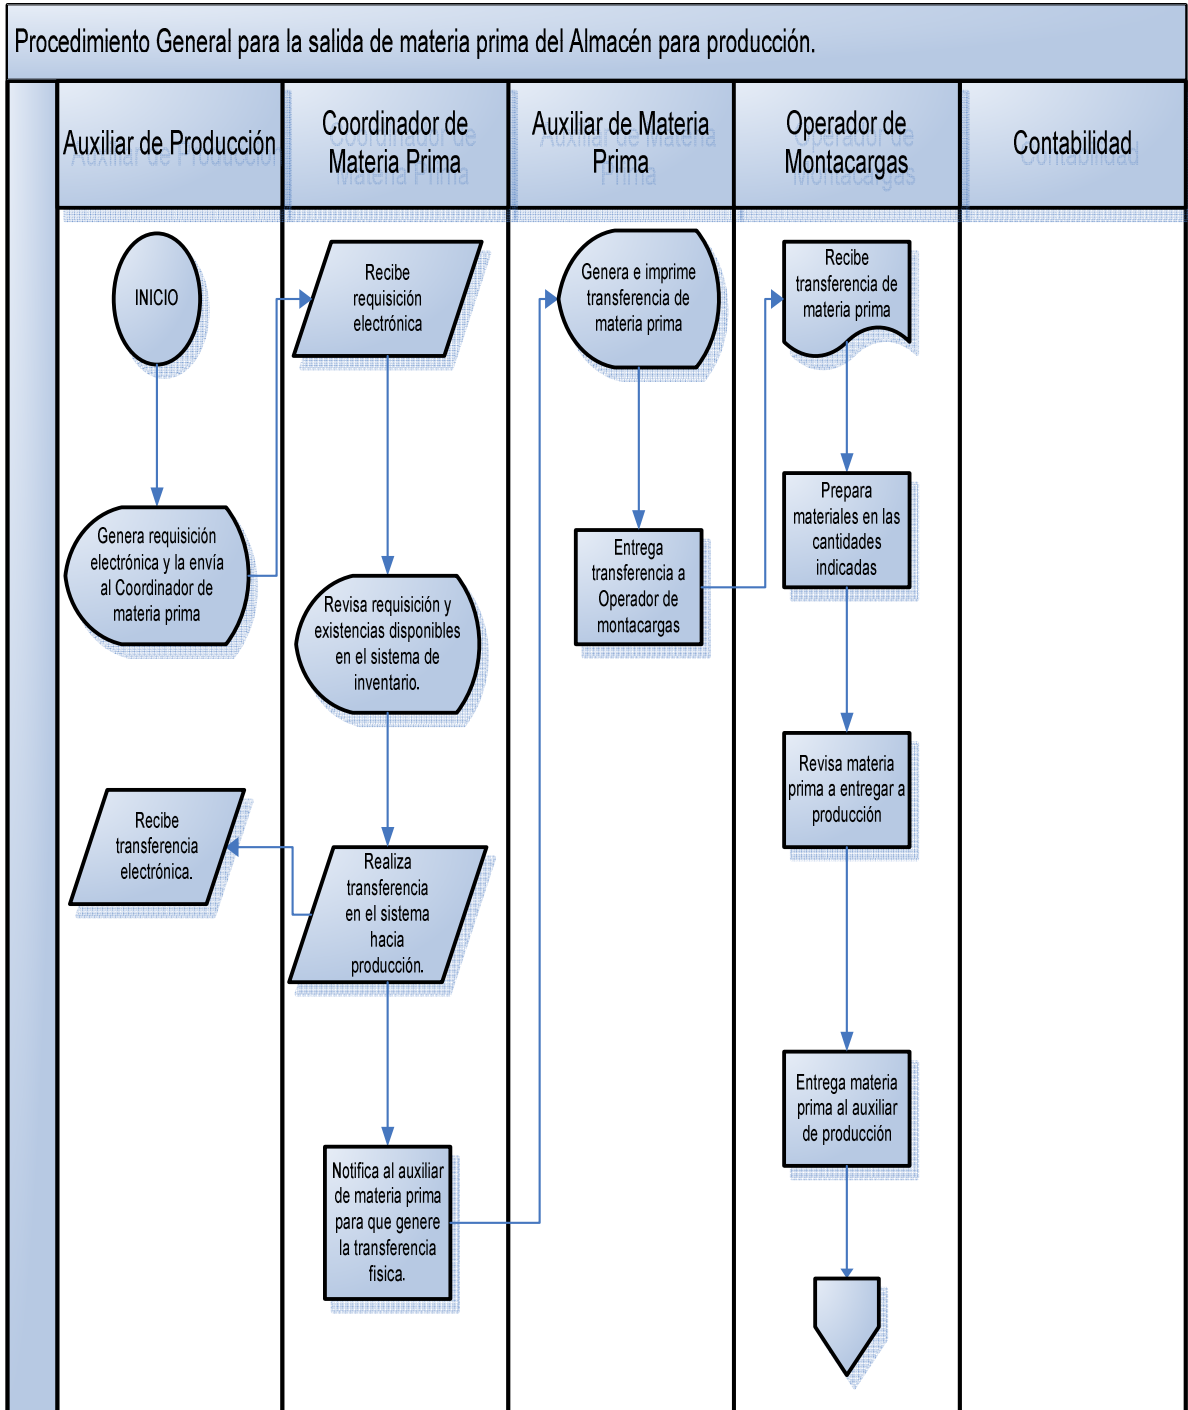 Procedimiento General para la salida de materia prima del Almacén para producción.
Auxiliar de Producción
Coordinador de
Materia Prima
Auxiliar de Materia
Prima
Operador de
Montacargas
Contabilidad
INICIO
Genera requisición
electrónica y la envía
al Coordinador de
materia prima
Recibe
transferencia
electrónica.
Recibe
requisición
electrónica
Revisa requisición y
existencias disponibles
en el sistema de
inventario.
Realiza
transferencia
en el sistema
hacia
producción.
Notifica al auxiliar
de materia prima
para que genere
la transferencia
fisica.
Genera e imprime
transferencia de
materia prima
Entrega
transferencia a
Operador de
montacargas
Recibe
transferencia de
materia prima
Prepara
materiales en las
cantidades
indicadas
Revisa materia
prima a entregar a
producción
Entrega materia
prima al auxiliar
de producción